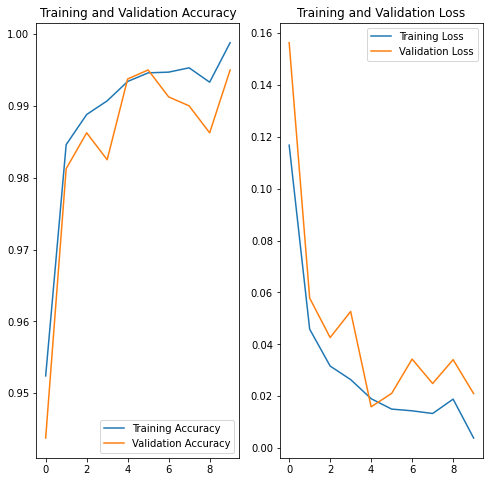 Training and Validation Accuracy
1.00
0.99
0.98
0.97
0.96
0.95
0 2 4 6 8
Training Accuracy
Validation Accuracy
Training and Validation Loss
0.16
0.14
0.12
0.10
0.08
0.06
0.04
0.02
0.00
0 2 4 6 8
Training Loss
Validation Loss